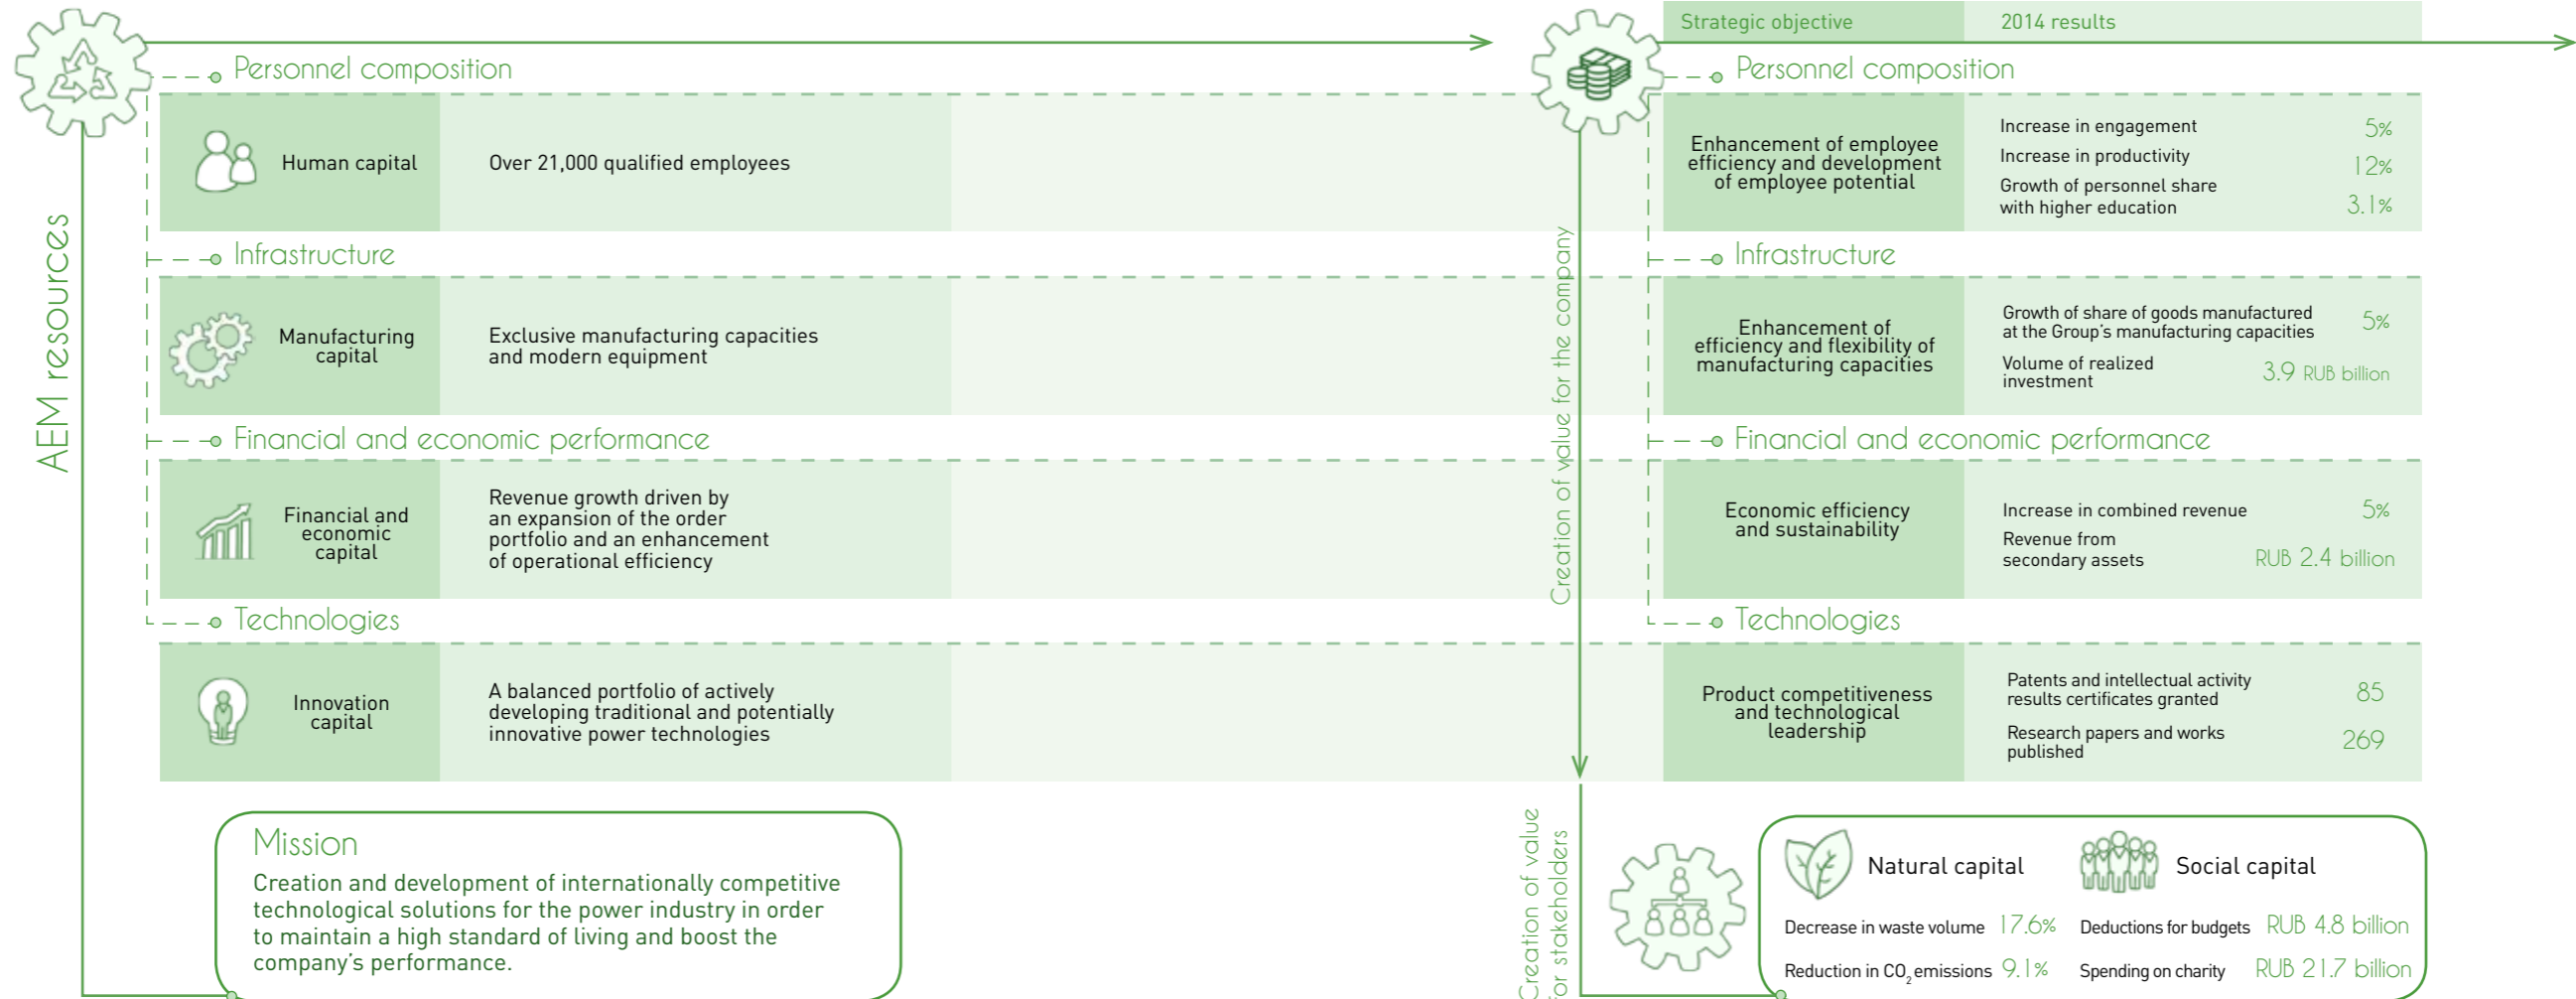 AEM resources
Personnel composition
Human capital
Over 21,000 qualified employees
Infrastructure
Manufacturing
capital
Exclusive manufacturing capacities
and modern equipment
Financial and economic performance
Financial and
economic
capital
Revenue growth driven by
an expansion of the order
portfolio and an enhancement
of operational efficiency
Technologies
Innovation
capital
A balanced portfolio of actively
developing traditional and potentially
innovative power technologies
Mission
Creation and development of internationally competitive
technological solutions for the power industry in order
to maintain a high standard of living and boost the
company's performance.
Creation of value for the company
Strategic objective
2014 results
Personnel composition
Enhancement of employee
efficiency and development
of employee potential
Increase in engagement 5%
Increase in productivity 12%
Growth of personnel share
with higher education 3.1%
Infrastructure
Enhancement of
efficiency and flexibility of
manufacturing capacities
Growth of share of goods manufactured
at the Group's manufacturing capacities 5%
Volume of realized
investment 3.9 RUB billion
Financial and economic performance
Economic efficiency
and sustainability
Increase in combined revenue 5%
Revenue from
secondary assets RUB 2.4 billion
Technologies
Product competitiveness
and technological
leadership
Patents and intellectual activity
results certificates granted 85
Research papers and works
published 269
Creation of value
for stakeholders
Natural capital
Decrease in waste volume 17.6%
Reduction in CO2 emissions 9.1%
Social capital
Deductions for budgets RUB 4.8 billion
Spending on charity RUB 21.7 billion